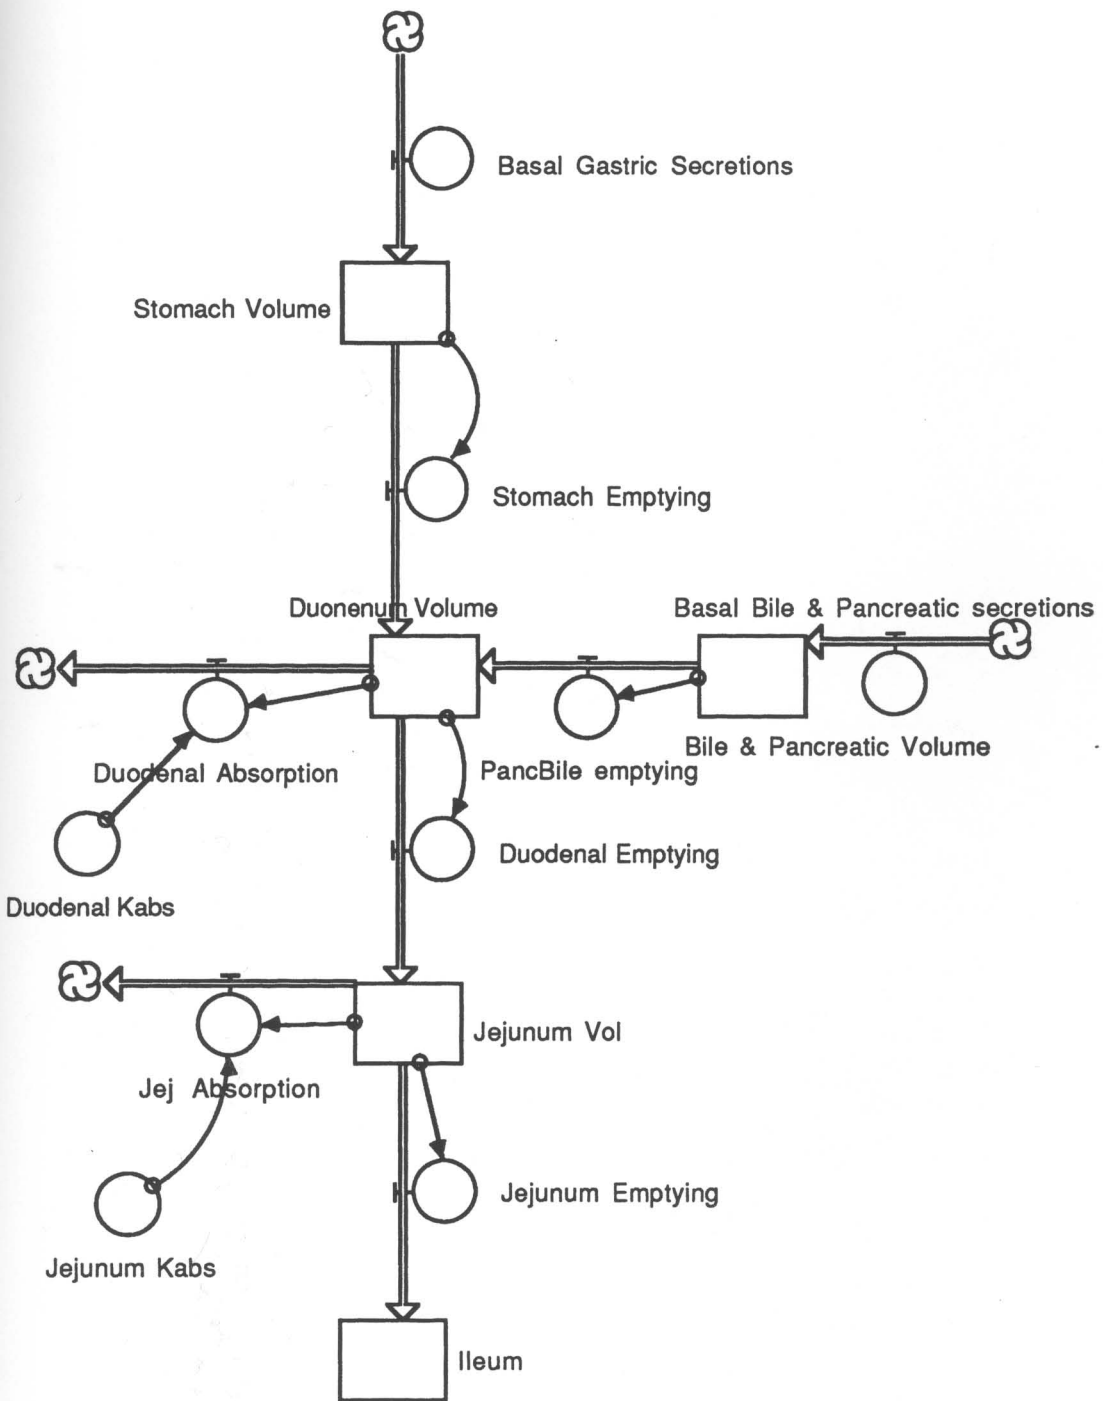 Basal Gastric Secretions
Stomach Volume
Stomach Emptying
Duonenum Volume
Basal Bile & Pancreatic secretions
Bile & Pancreatic Volume
Duodenal Absorption
PancBile emptying
Duodenal Emptying
Duodenal Kabs
Jejunum Vol
Jej Absorption
Jejunum Emptying
Jejunum Kabs
Ileum